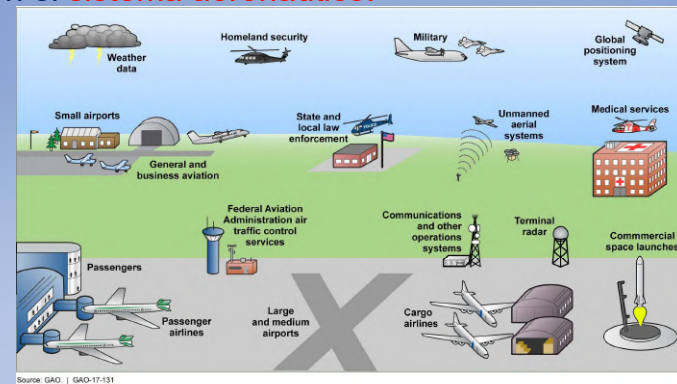 sistema aeronáutico.
Weather
data
Homeland security
Military
Global
positioning
system
Small airports
General and
business aviation
State and
local law
enforcement
Unmanned
aerial
systems
Medical services
Federal Aviation
Administration air
traffic control
services
Communications
and other
operations
systems
Terminal
radar
Commmercial
space launches
Passengers
Passenger
airlines
Large
and medium
airports
Cargo
airlines
Source: GAO. | GAO-17-131